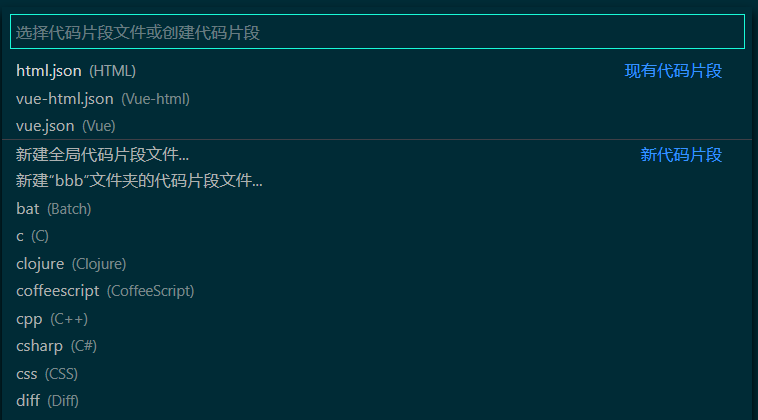 选择代码片段文件或创建代码片段
html.json (HTML) 现有代码片段
vue-html.json (Vue-html)
vue.json (Vue)
新建全局代码片段文件... 新代码片段
新建“bbb”文件夹的代码片段文件...
bat (Batch)
c (C)
clojure (Clojure)
coffeescript (CoffeeScript)
cpp (C++)
csharp (C#)
css (CSS)
diff (Diff)